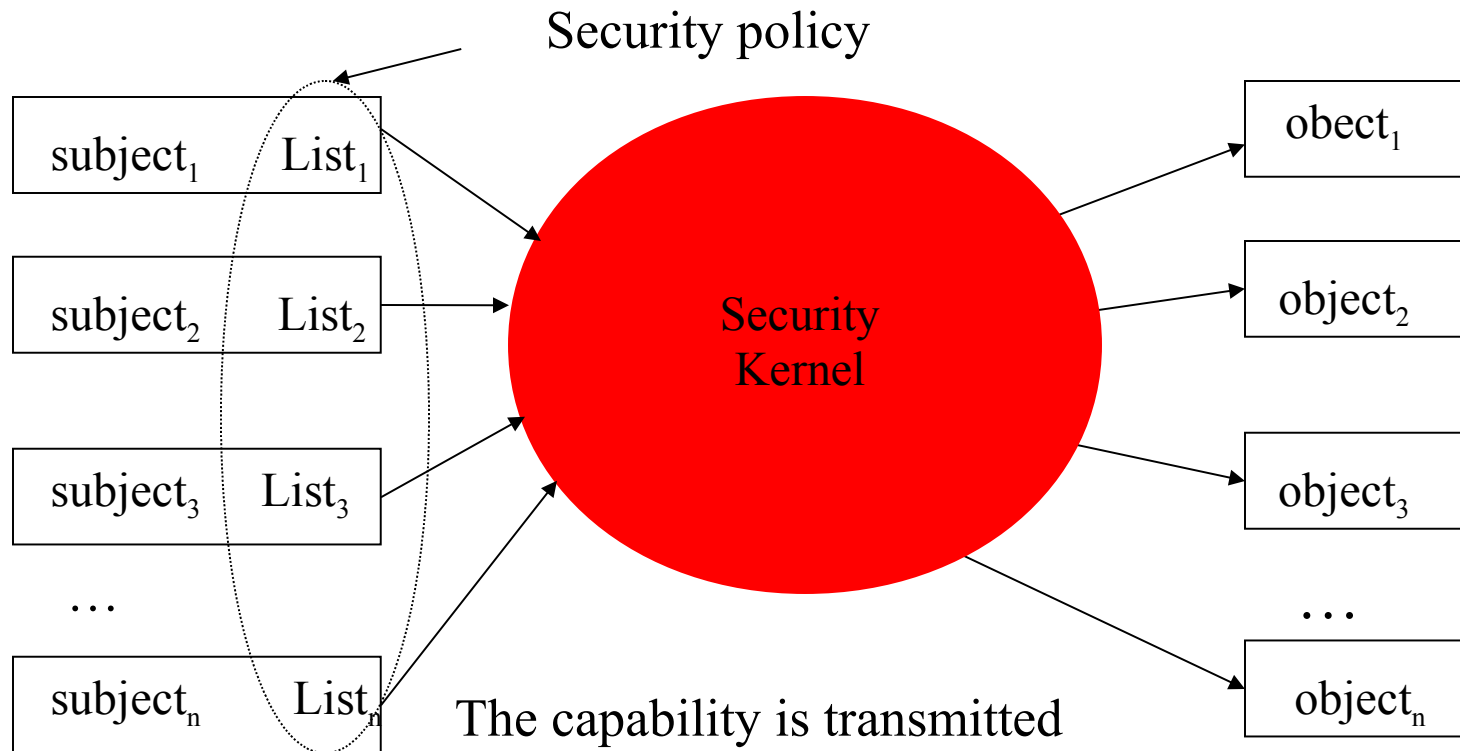 Security policy
subject₁ List₁
obect₁
subject₂ List₂
object₂
Security
Kernel
subject₃ List₃
object₃
…
…
subjectₙ Listₙ
objectₙ
The capability is transmitted